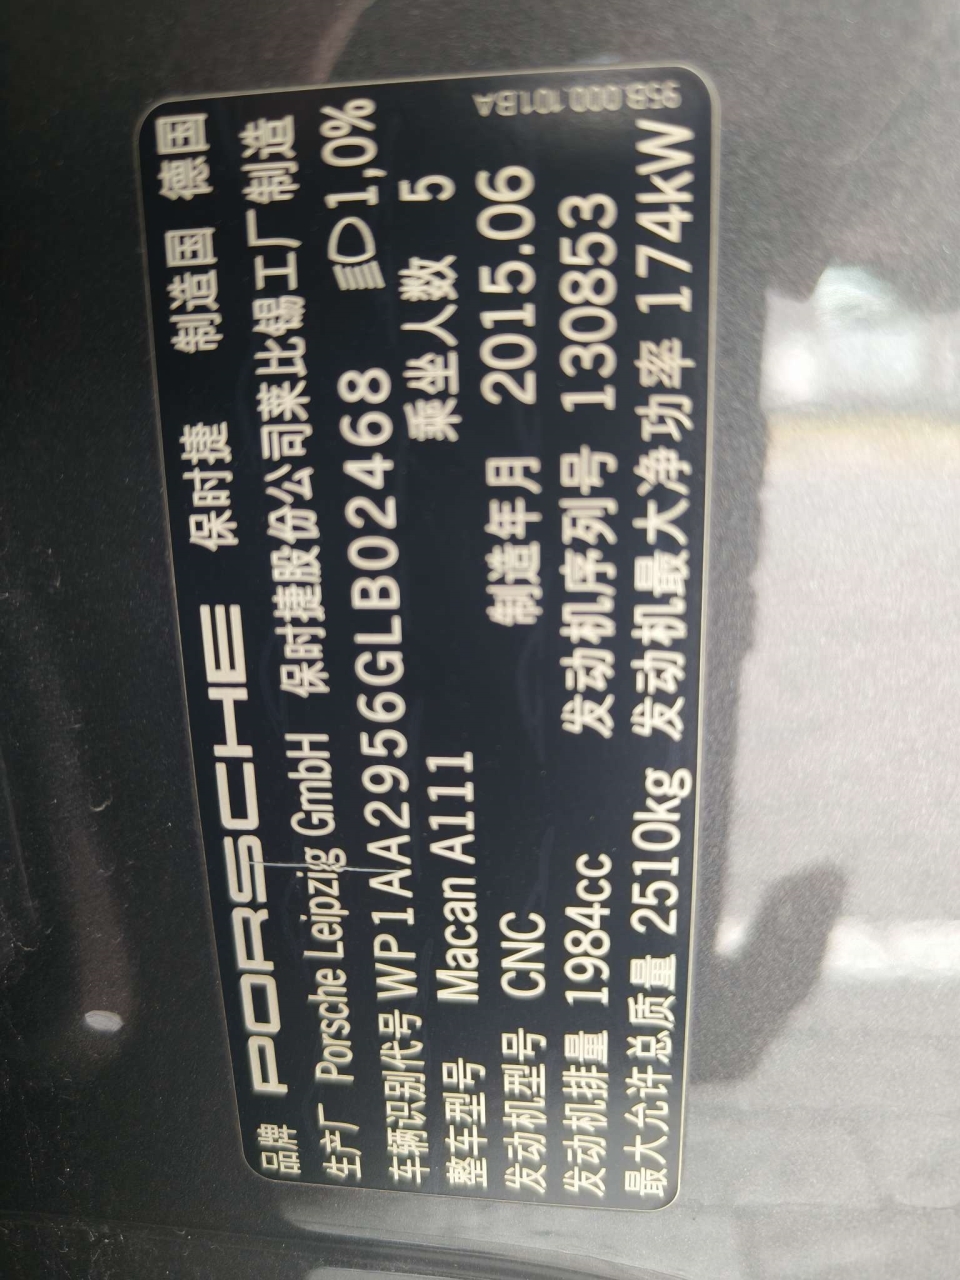 95B.000.101.BA
品牌 PORSCHE 保时捷 制造国 德国
生产厂 Porsche Leipzig GmbH 保时捷股份公司莱比锡工厂制造
车辆识别代号 WP1AA2956GLB02468 1,0%
整车型号 Macan A111 乘坐人数 5
发动机型号 CNC 制造年月 2015.06
发动机排量 1984cc 发动机序列号 130853
最大允许总质量 2510kg 发动机最大净功率 174kW